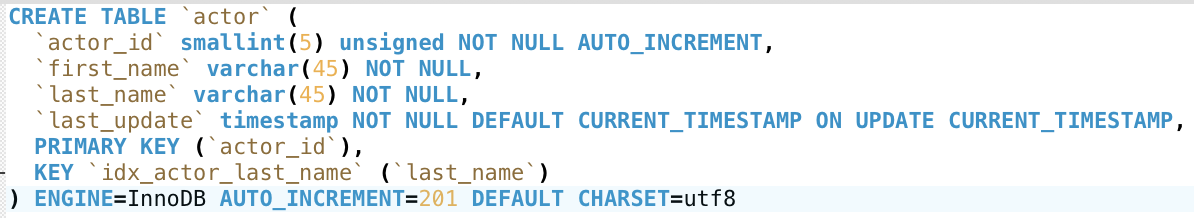 CREATE TABLE `actor` (
  `actor_id` smallint(5) unsigned NOT NULL AUTO_INCREMENT,
  `first_name` varchar(45) NOT NULL,
  `last_name` varchar(45) NOT NULL,
  `last_update` timestamp NOT NULL DEFAULT CURRENT_TIMESTAMP ON UPDATE CURRENT_TIMESTAMP,
  PRIMARY KEY (`actor_id`),
  KEY `idx_actor_last_name` (`last_name`)
) ENGINE=InnoDB AUTO_INCREMENT=201 DEFAULT CHARSET=utf8